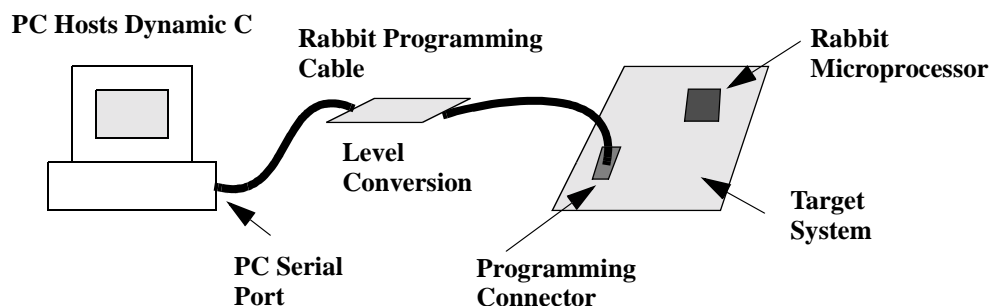 PC Hosts Dynamic C
Rabbit Programming
Cable
Rabbit
Microprocessor
Level
Conversion
Target
System
PC Serial
Port
Programming
Connector